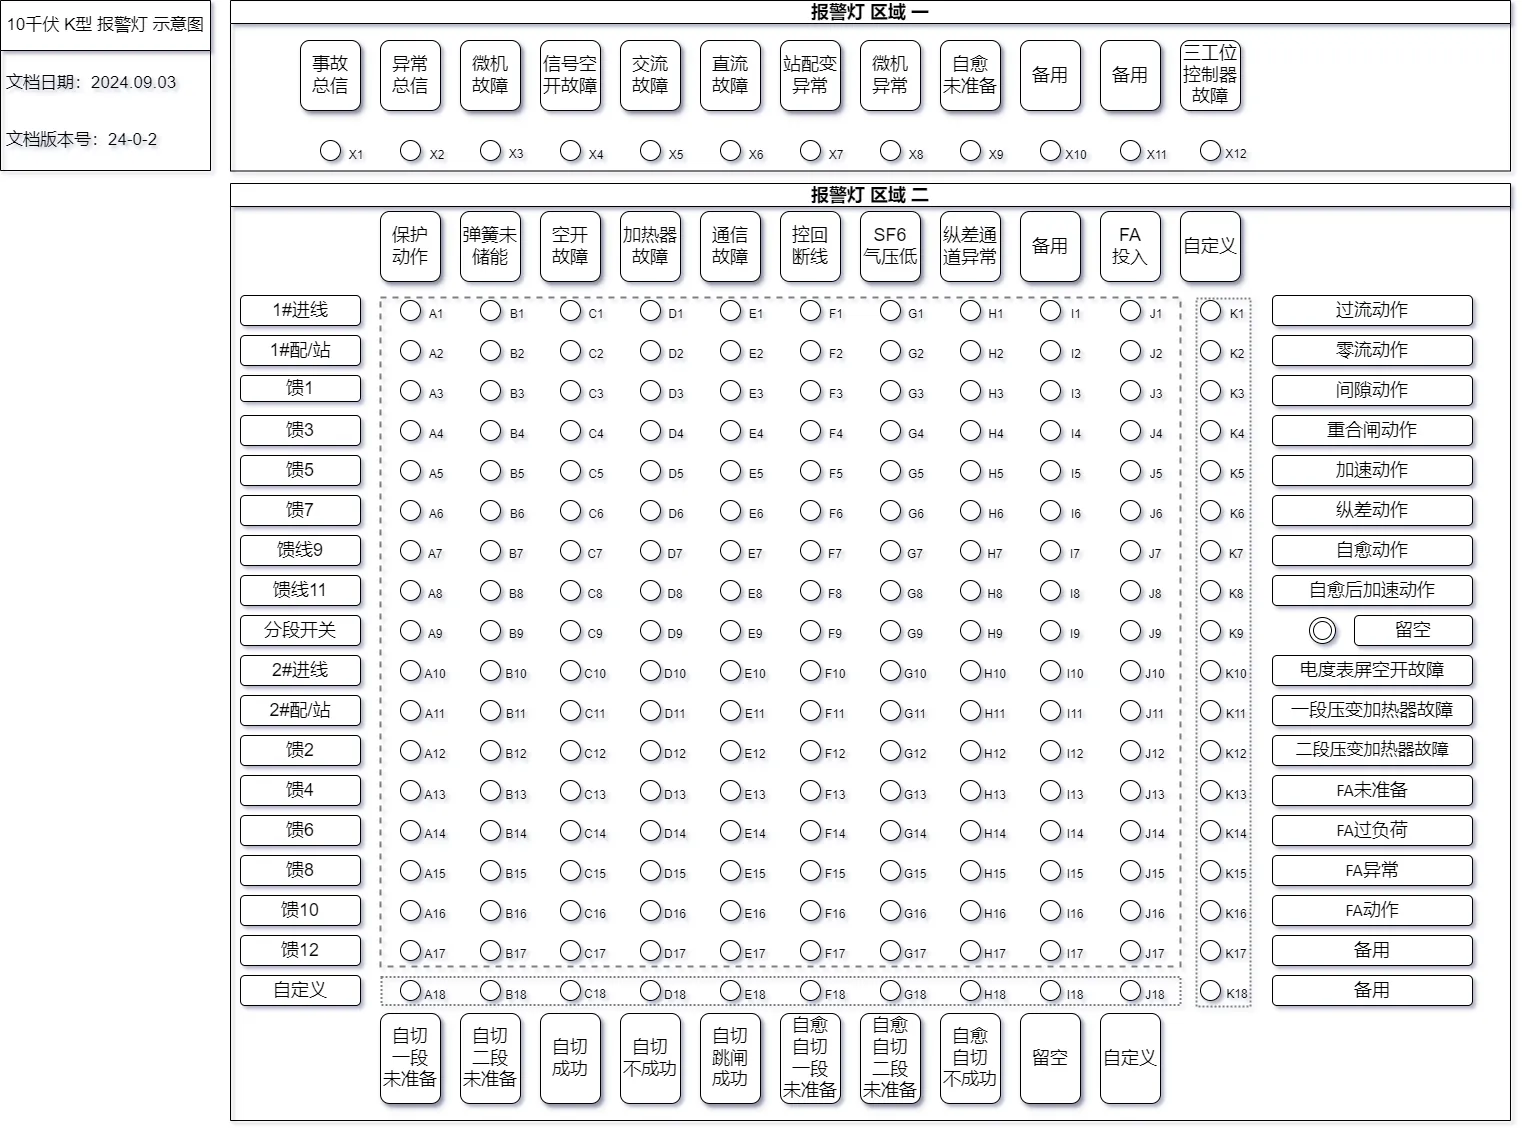 10千伏 K型 报警灯 示意图
文档日期：2024.09.03
文档版本号：24-0-2
报警灯 区域 一
事故
总信
异常
总信
微机
故障
信号空
开故障
交流
故障
直流
故障
站配变
异常
微机
异常
自愈
未准备
备用
备用
三工位
控制器
故障
X1 X2 X3 X4 X5 X6 X7 X8 X9 X10 X11 X12
报警灯 区域 二
保护
动作
弹簧未
储能
空开
故障
加热器
故障
通信
故障
控回
断线
SF6
气压低
纵差通
道异常
备用
FA
投入
自定义
1#进线 A1 B1 C1 D1 E1 F1 G1 H1 I1 J1 K1 过流动作
1#配/站 A2 B2 C2 D2 E2 F2 G2 H2 I2 J2 K2 零流动作
馈1 A3 B3 C3 D3 E3 F3 G3 H3 I3 J3 K3 间隙动作
馈3 A4 B4 C4 D4 E4 F4 G4 H4 I4 J4 K4 重合闸动作
馈5 A5 B5 C5 D5 E5 F5 G5 H5 I5 J5 K5 加速动作
馈7 A6 B6 C6 D6 E6 F6 G6 H6 I6 J6 K6 纵差动作
馈线9 A7 B7 C7 D7 E7 F7 G7 H7 I7 J7 K7 自愈动作
馈线11 A8 B8 C8 D8 E8 F8 G8 H8 I8 J8 K8 自愈后加速动作
分段开关 A9 B9 C9 D9 E9 F9 G9 H9 I9 J9 K9 留空
2#进线 A10 B10 C10 D10 E10 F10 G10 H10 I10 J10 K10 电度表屏空开故障
2#配/站 A11 B11 C11 D11 E11 F11 G11 H11 I11 J11 K11 一段压变加热器故障
馈2 A12 B12 C12 D12 E12 F12 G12 H12 I12 J12 K12 二段压变加热器故障
馈4 A13 B13 C13 D13 E13 F13 G13 H13 I13 J13 K13 FA未准备
馈6 A14 B14 C14 D14 E14 F14 G14 H14 I14 J14 K14 FA过负荷
馈8 A15 B15 C15 D15 E15 F15 G15 H15 I15 J15 K15 FA异常
馈10 A16 B16 C16 D16 E16 F16 G16 H16 I16 J16 K16 FA动作
馈12 A17 B17 C17 D17 E17 F17 G17 H17 I17 J17 K17 备用
自定义 A18 B18 C18 D18 E18 F18 G18 H18 I18 J18 K18 备用
自切
一段
未准备
自切
二段
未准备
自切
成功
自切
不成功
自切
跳闸
成功
自愈
自切
一段
未准备
自愈
自切
二段
未准备
自愈
自切
不成功
留空
自定义